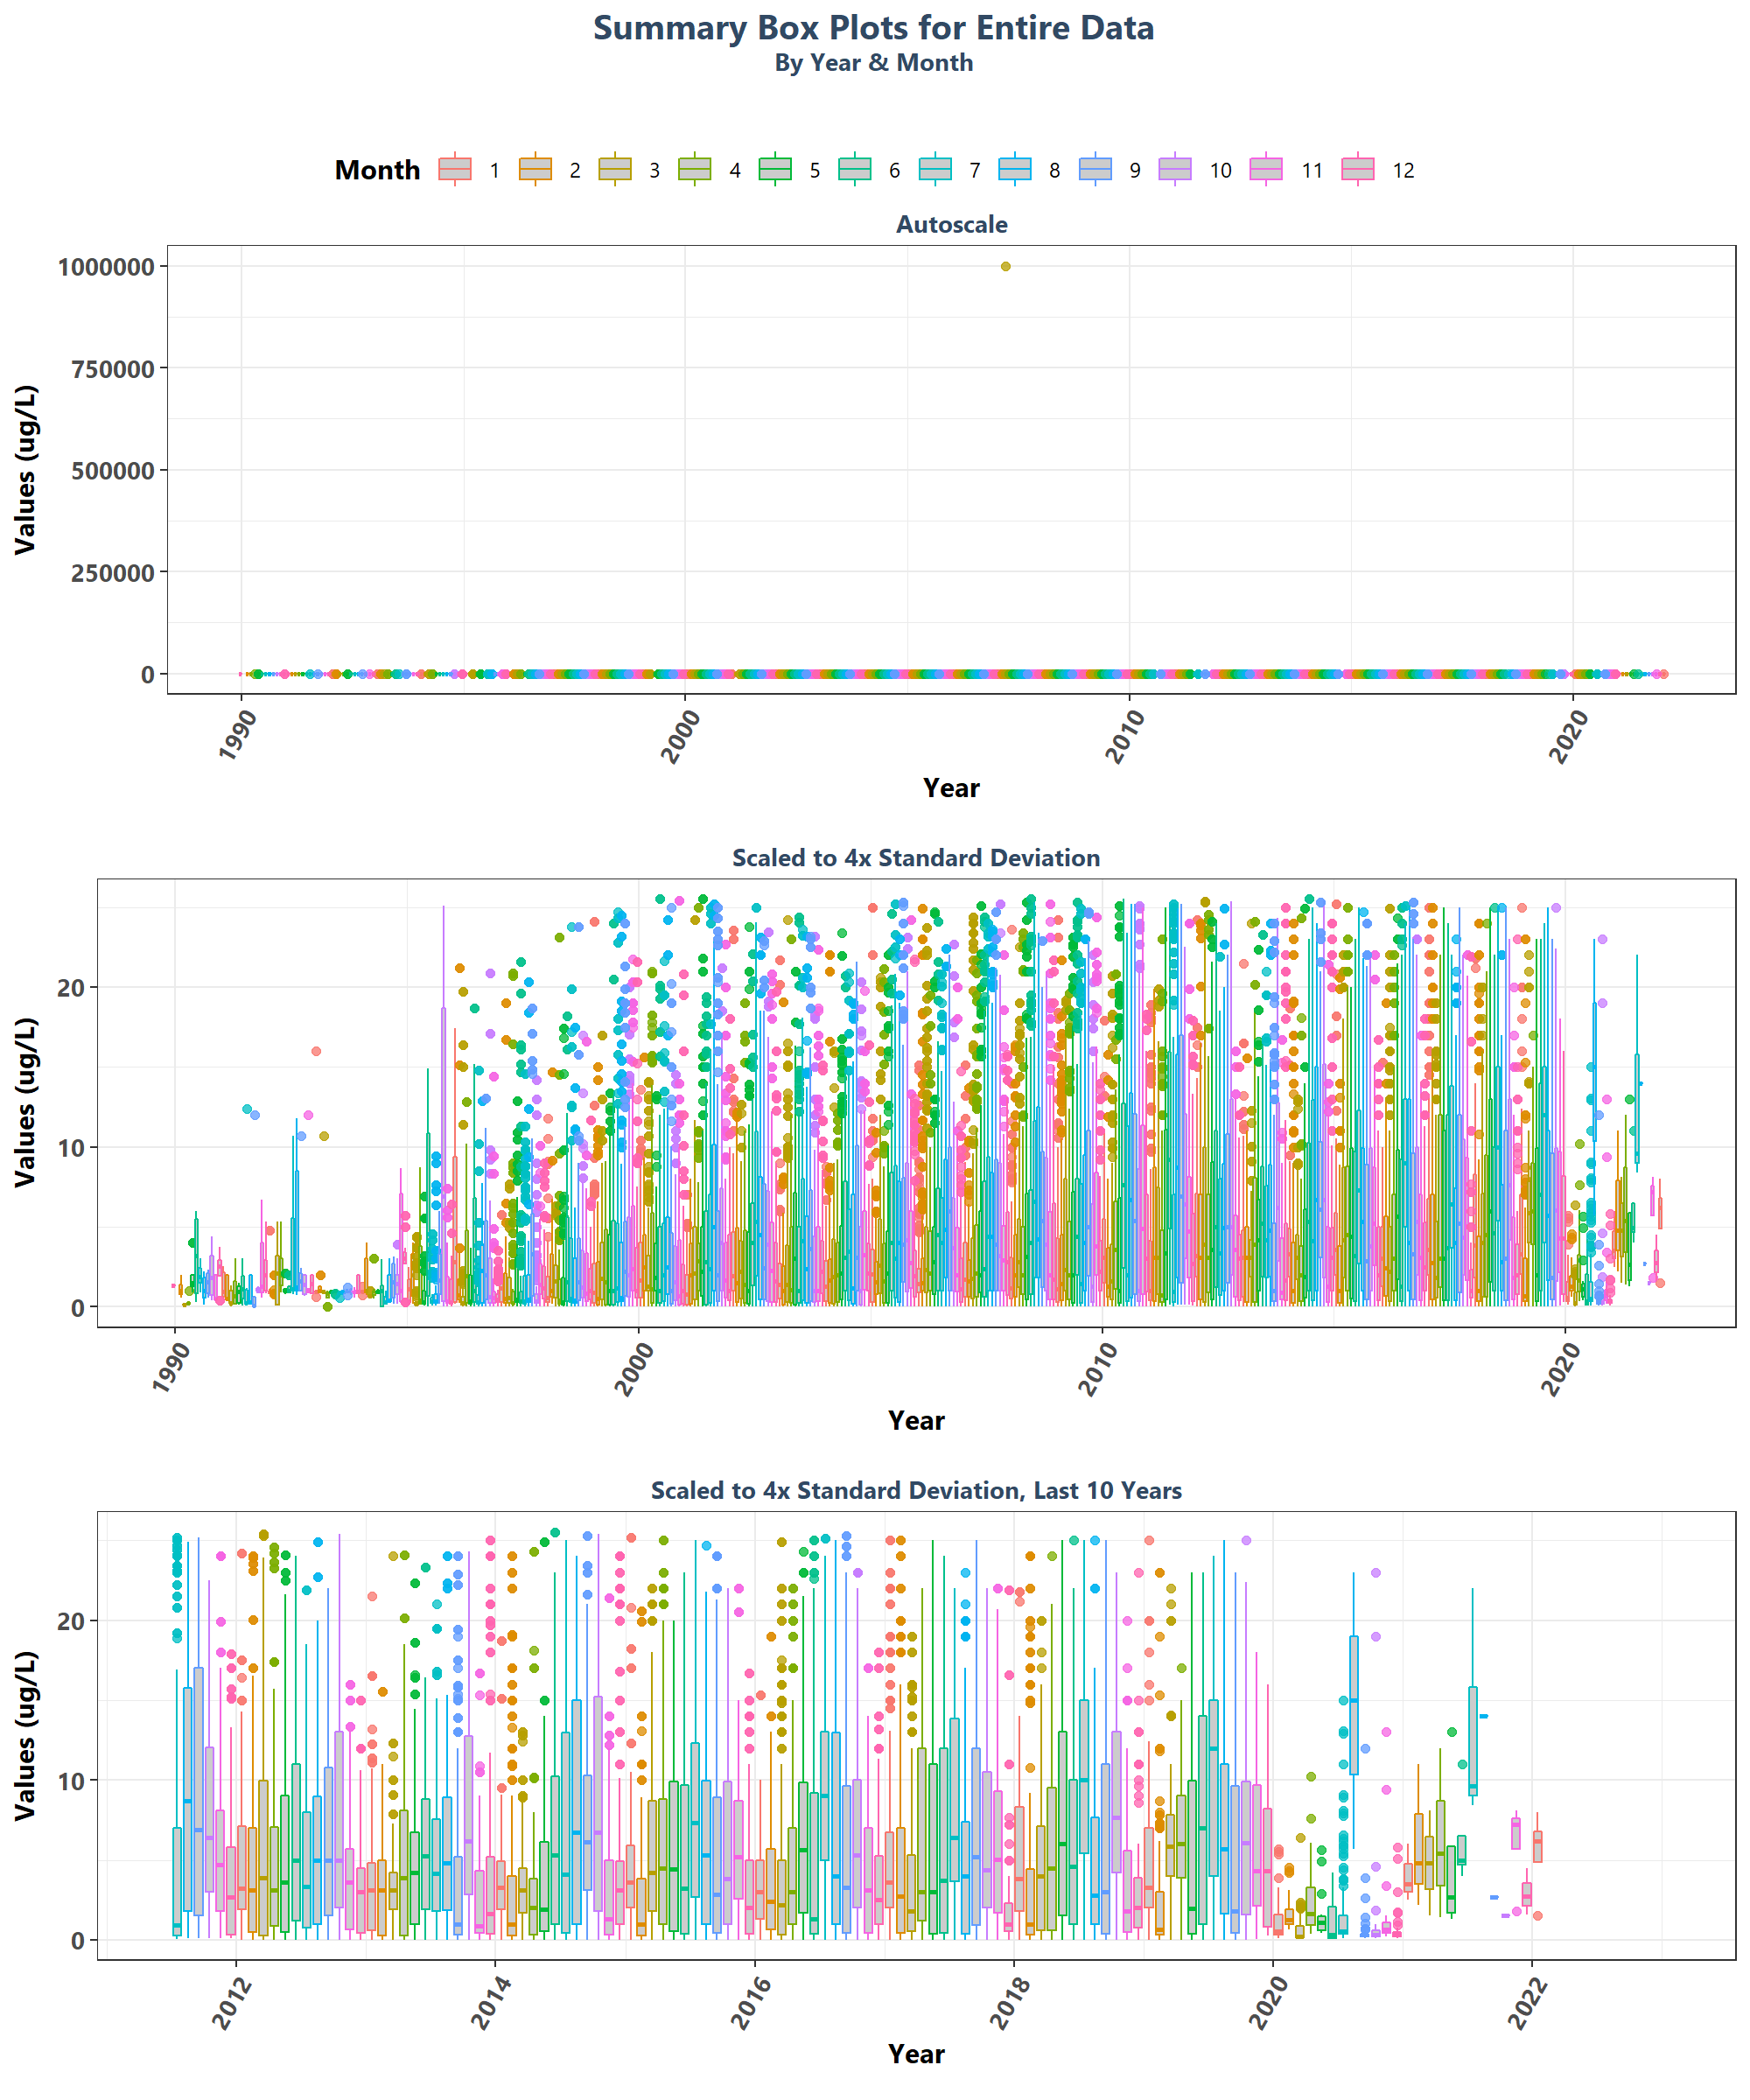 Summary Box Plots for Entire Data
By Year & Month
Month 1 2 3 4 5 6 7 8 9 10 11 12
Autoscale
1000000
750000
500000
250000
0
Values (ug/L)
1990 2000 2010 2020
Year
Scaled to 4x Standard Deviation
20
10
0
Values (ug/L)
1990 2000 2010 2020
Year
Scaled to 4x Standard Deviation, Last 10 Years
20
10
0
Values (ug/L)
2012 2014 2016 2018 2020 2022
Year